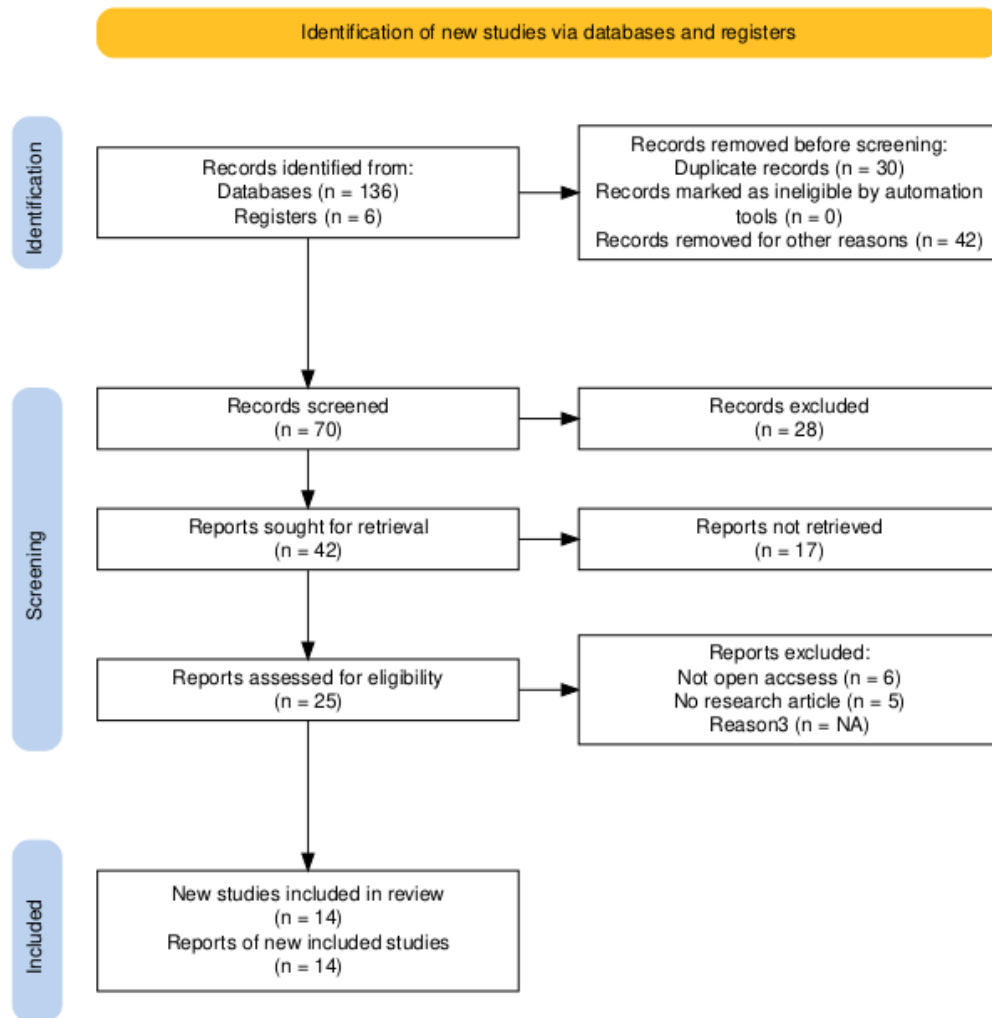 Identification of new studies via databases and registers
Identification
Records identified from:
Databases (n = 136)
Registers (n = 6)
Records removed before screening:
Duplicate records (n = 30)
Records marked as ineligible by automation
tools (n = 0)
Records removed for other reasons (n = 42)
Screening
Records screened
(n = 70)
Records excluded
(n = 28)
Reports sought for retrieval
(n = 42)
Reports not retrieved
(n = 17)
Reports assessed for eligibility
(n = 25)
Reports excluded:
Not open accsess (n = 6)
No research article (n = 5)
Reason3 (n = NA)
Included
New studies included in review
(n = 14)
Reports of new included studies
(n = 14)